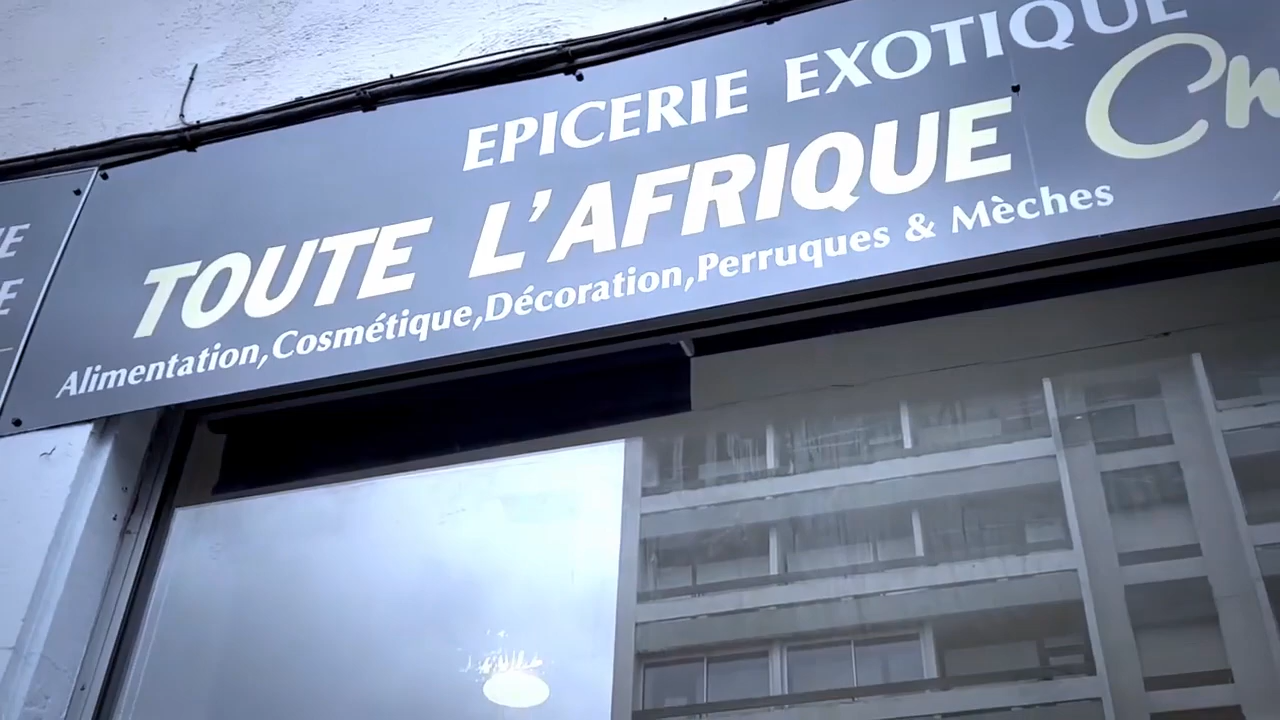 EPICERIE EXOTIQUE
TOUTE L'AFRIQUE
Alimentation,Cosmétique,Décoration,Perruques & Mèches